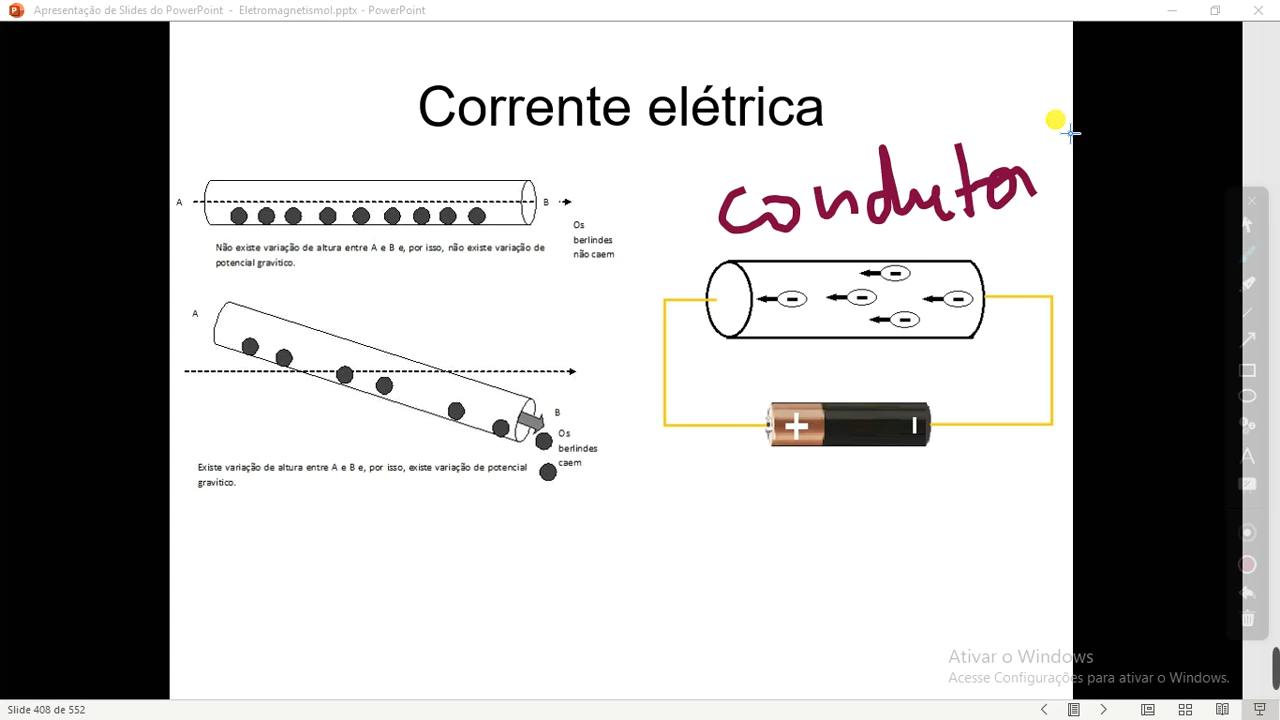 Apresentação de Slides do PowerPoint - Eletromagnetismol.pptx - PowerPoint
Corrente elétrica
condutor
A
B
Os
berlindes
não caem
Não existe variação de altura entre A e B e, por isso, não existe variação de
potencial gravítico.
A
B
Os
berlindes
caem
Existe variação de altura entre A e B e, por isso, existe variação de potencial
gravítico.
Ativar o Windows
Acesse Configurações para ativar o Windows.
Slide 408 de 552